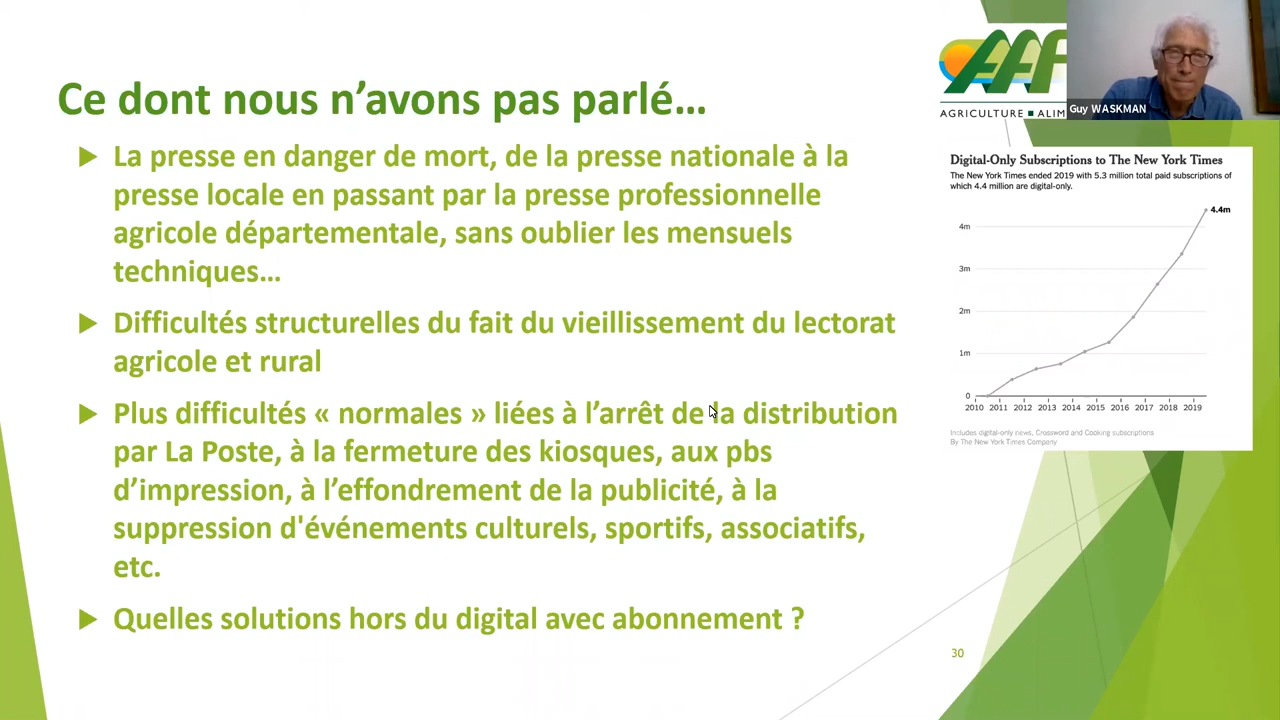 Ce dont nous n’avons pas parlé…
La presse en danger de mort, de la presse nationale à la
presse locale en passant par la presse professionnelle
agricole départementale, sans oublier les mensuels
techniques…
Difficultés structurelles du fait du vieillissement du lectorat
agricole et rural
Plus difficultés « normales » liées à l’arrêt de la distribution
par La Poste, à la fermeture des kiosques, aux pbs
d’impression, à l’effondrement de la publicité, à la
suppression d'événements culturels, sportifs, associatifs,
etc.
Quelles solutions hors du digital avec abonnement ?
AAF
AGRICULTURE ■ ALIM
Guy WASKMAN
Digital-Only Subscriptions to The New York Times
The New York Times ended 2019 with 5.3 million total paid subscriptions of
which 4.4 million are digital-only.
4.4m
4m
3m
2m
1m
0
2010 2011 2012 2013 2014 2015 2016 2017 2018 2019
Includes digital-only news, Crossword and Cooking subscriptions
By The New York Times Company
30